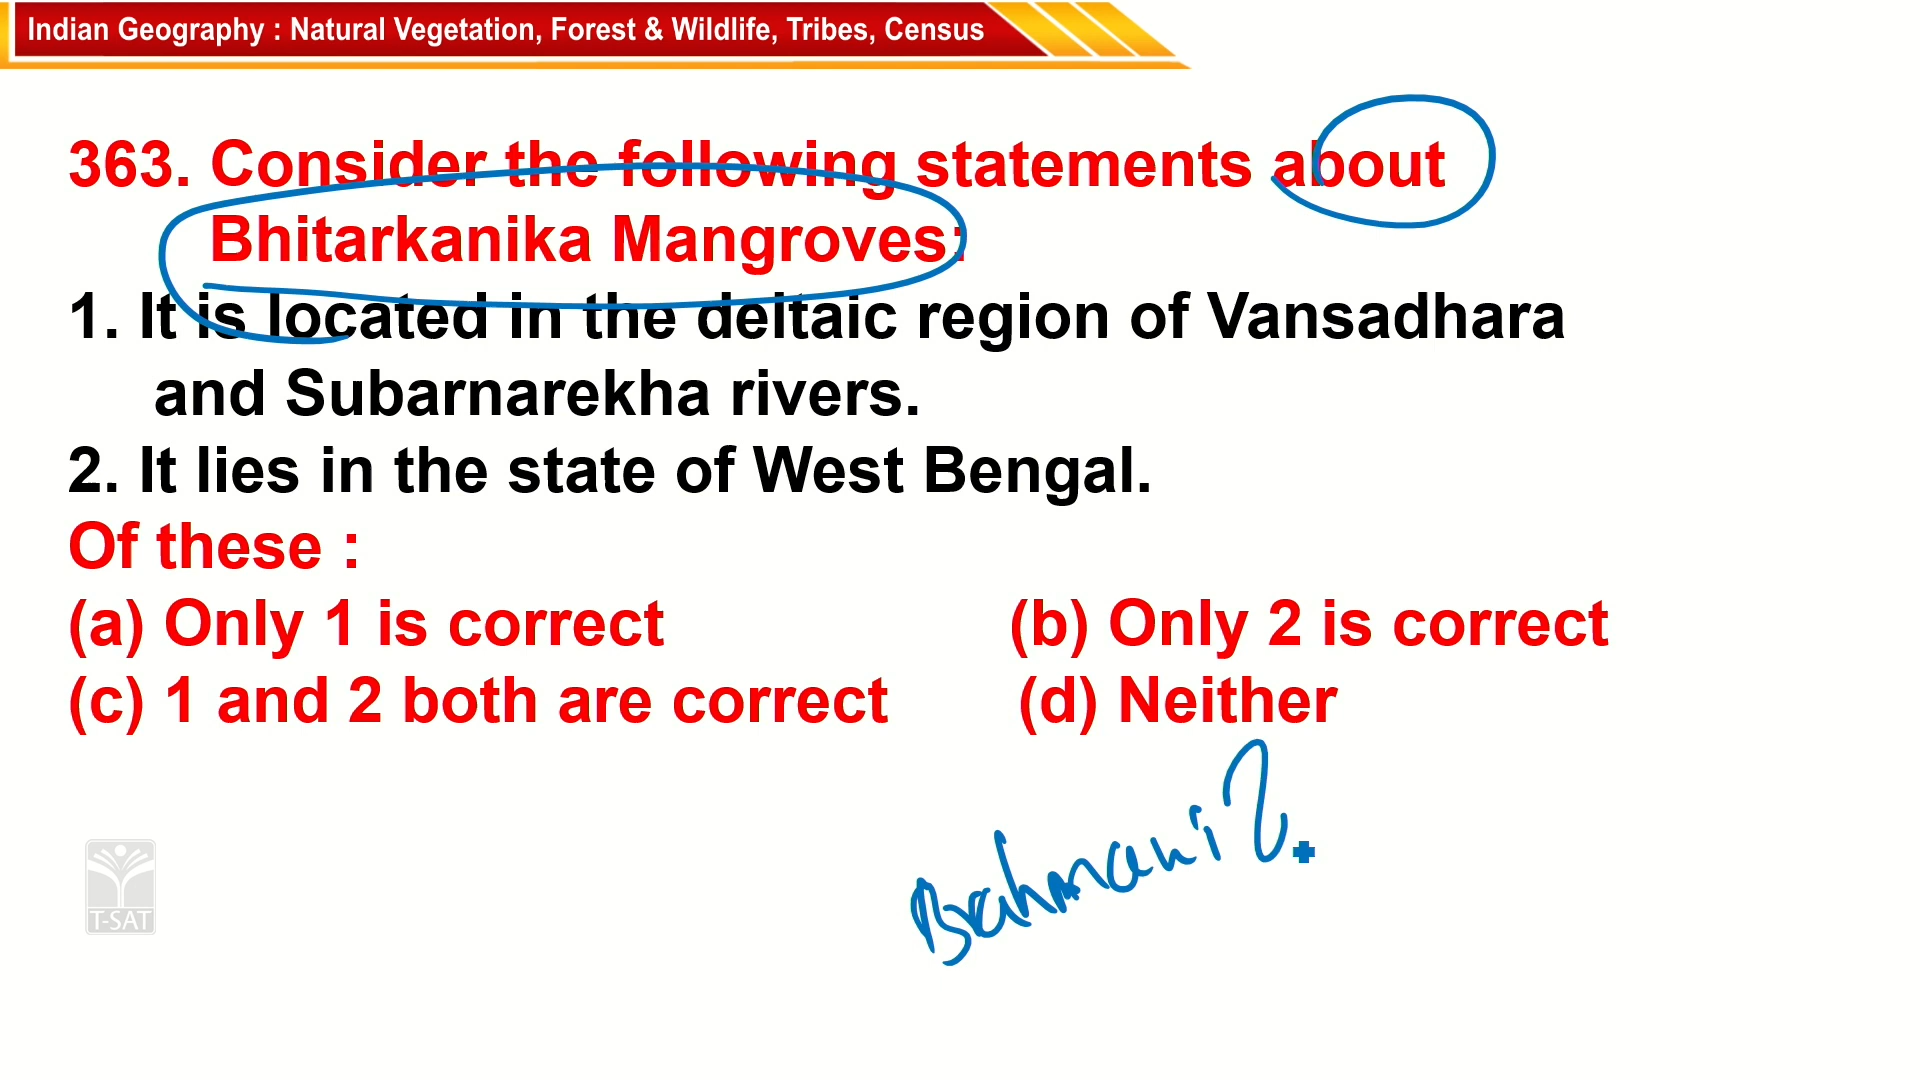 Indian Geography : Natural Vegetation, Forest & Wildlife, Tribes, Census
363. Consider the following statements about
Bhitarkanika Mangroves:
1. It is located in the deltaic region of Vansadhara
and Subarnarekha rivers.
2. It lies in the state of West Bengal.
Of these :
(a) Only 1 is correct (b) Only 2 is correct
(c) 1 and 2 both are correct (d) Neither
Brahmani
T-SAT